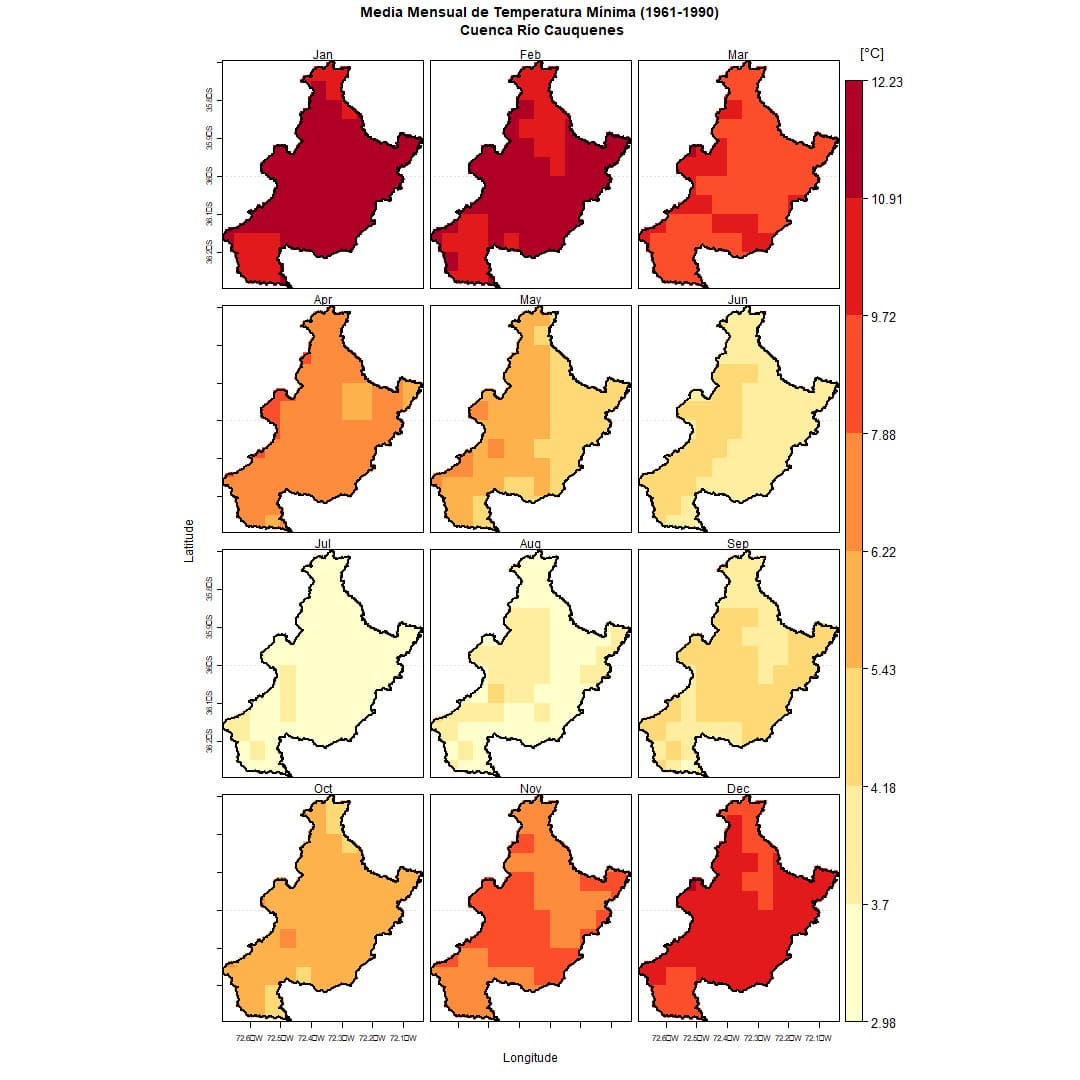 Media Mensual de Temperatura Mínima (1961-1990)
Cuenca Río Cauquenes
[°C]
Jan Feb Mar
12.23
10.91
9.72
7.88
6.22
5.43
4.18
3.7
2.98
35.8□S
35.9□S
36□S
36.1□S
36.2□S
Apr May Jun
Latitude
Jul Aug Sep
35.8□S
35.9□S
36□S
36.1□S
36.2□S
Oct Nov Dec
72.6□W 72.5□W 72.4□W 72.3□W 72.2□W 72.1□W
72.6□W 72.5□W 72.4□W 72.3□W 72.2□W 72.1□W
Longitude